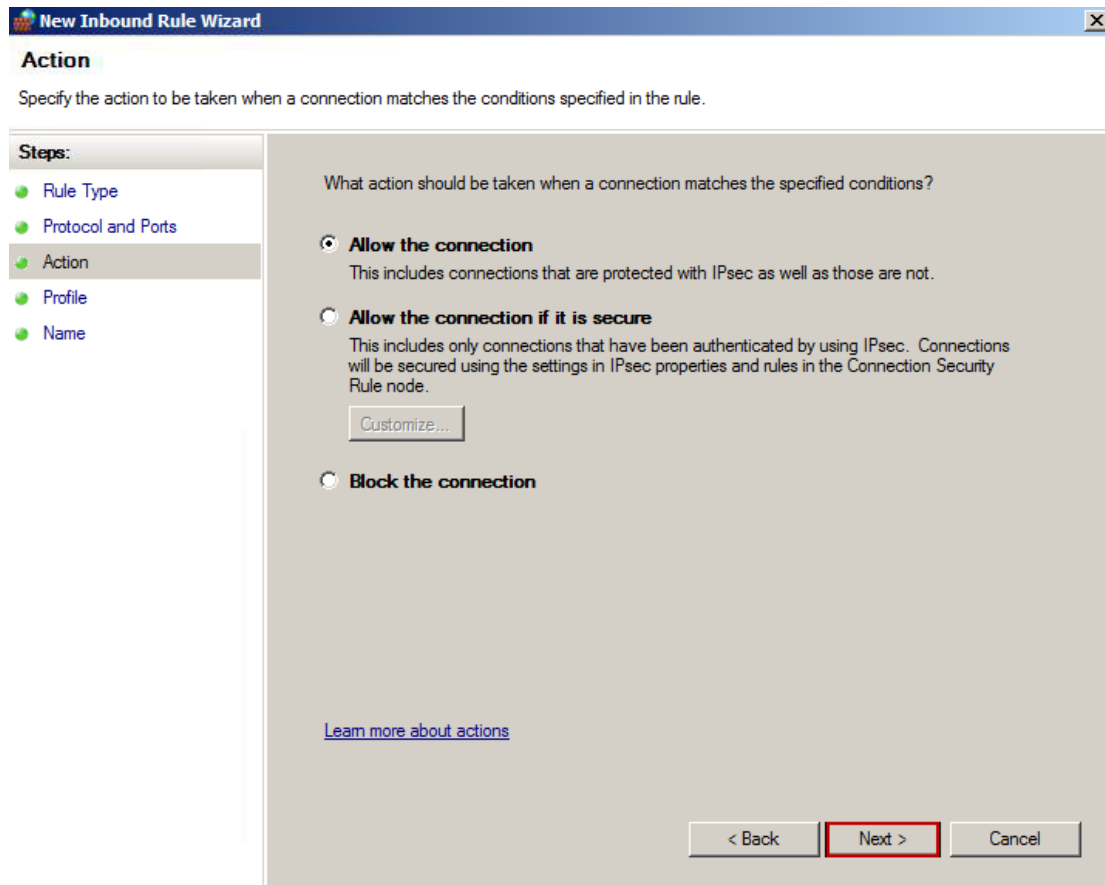 New Inbound Rule Wizard
Action
Specify the action to be taken when a connection matches the conditions specified in the rule.
Steps:
Rule Type
Protocol and Ports
Action
Profile
Name
What action should be taken when a connection matches the specified conditions?
Allow the connection
This includes connections that are protected with IPsec as well as those are not.
Allow the connection if it is secure
This includes only connections that have been authenticated by using IPsec. Connections
will be secured using the settings in IPsec properties and rules in the Connection Security
Rule node.
Customize...
Block the connection
Learn more about actions
< Back
Next >
Cancel